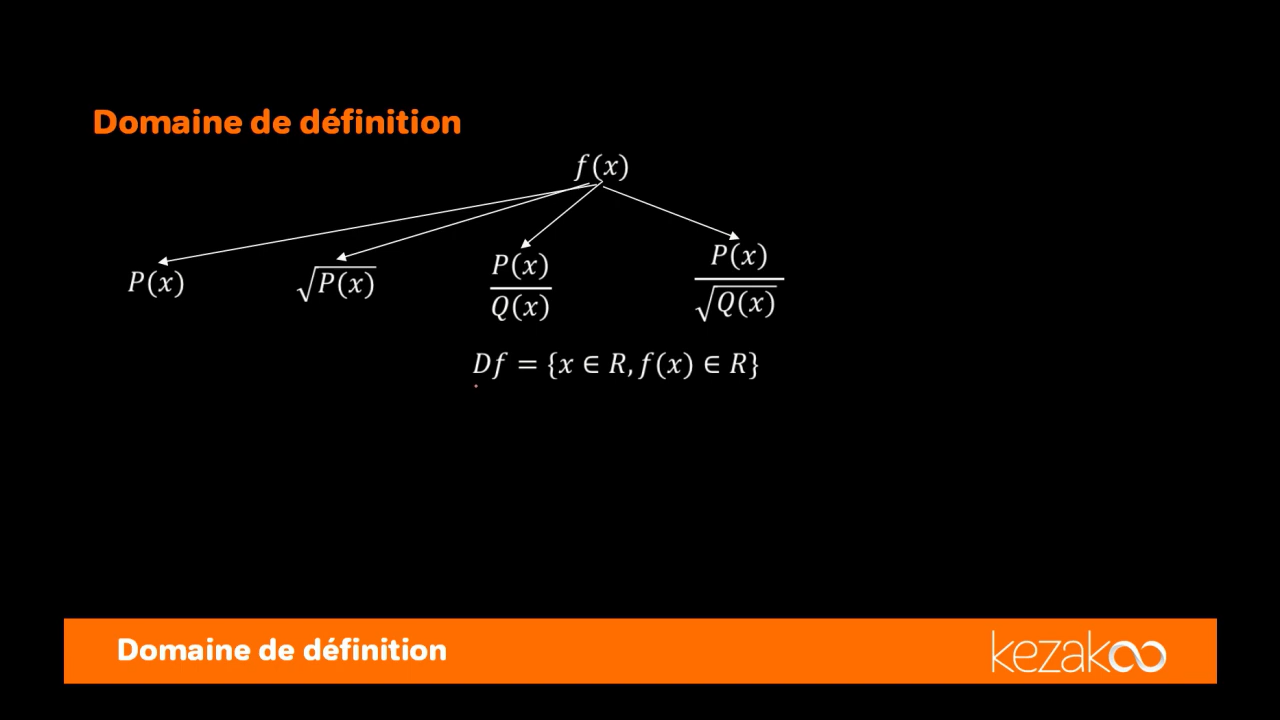 Domaine de définition
f(x)
P(x) √P(x) P(x)/Q(x) P(x)/√Q(x)
Df = {x ∈ R, f(x) ∈ R}
Domaine de définition
kezakoo